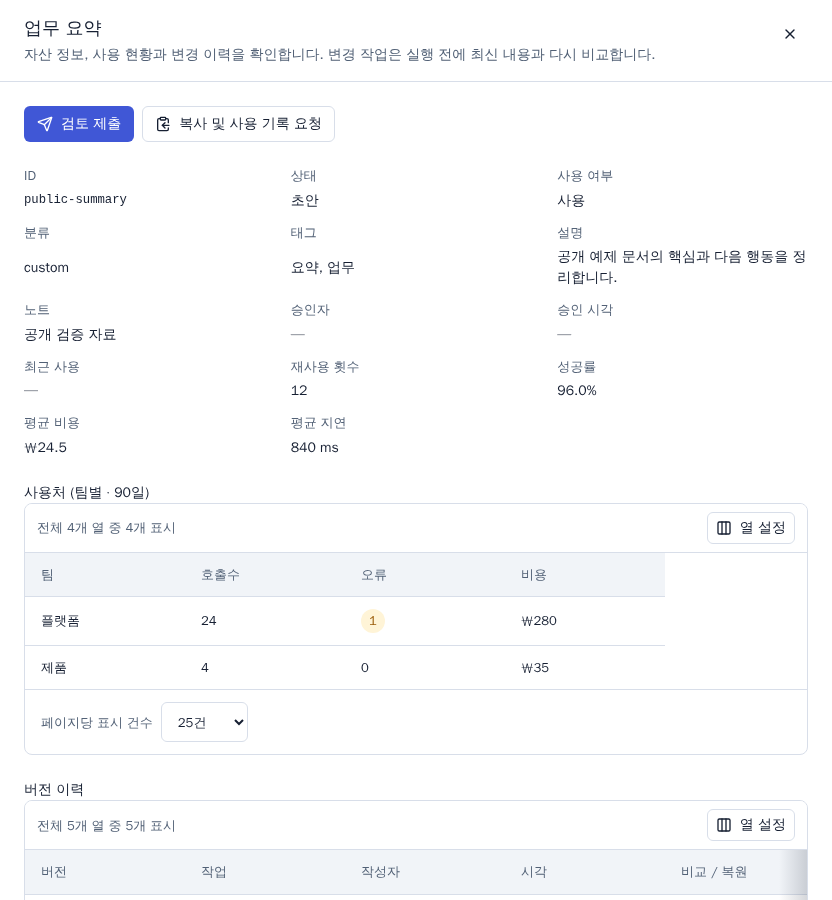 업무 요약
자산 정보, 사용 현황과 변경 이력을 확인합니다. 변경 작업은 실행 전에 최신 내용과 다시 비교합니다.
검토 제출
복사 및 사용 기록 요청
ID 상태 사용 여부
public-summary 초안 사용
분류 태그 설명
custom 요약, 업무 공개 예제 문서의 핵심과 다음 행동을 정
리합니다.
노트 승인자 승인 시각
공개 검증 자료 — —
최근 사용 재사용 횟수 성공률
— 12 96.0%
평균 비용 평균 지연
₩24.5 840 ms
사용처 (팀별 · 90일)
전체 4개 열 중 4개 표시 열 설정
팀 호출수 오류 비용
플랫폼 24 1 ₩280
제품 4 0 ₩35
페이지당 표시 건수 25건
버전 이력
전체 5개 열 중 5개 표시 열 설정
버전 작업 작성자 시각 비교 / 복원